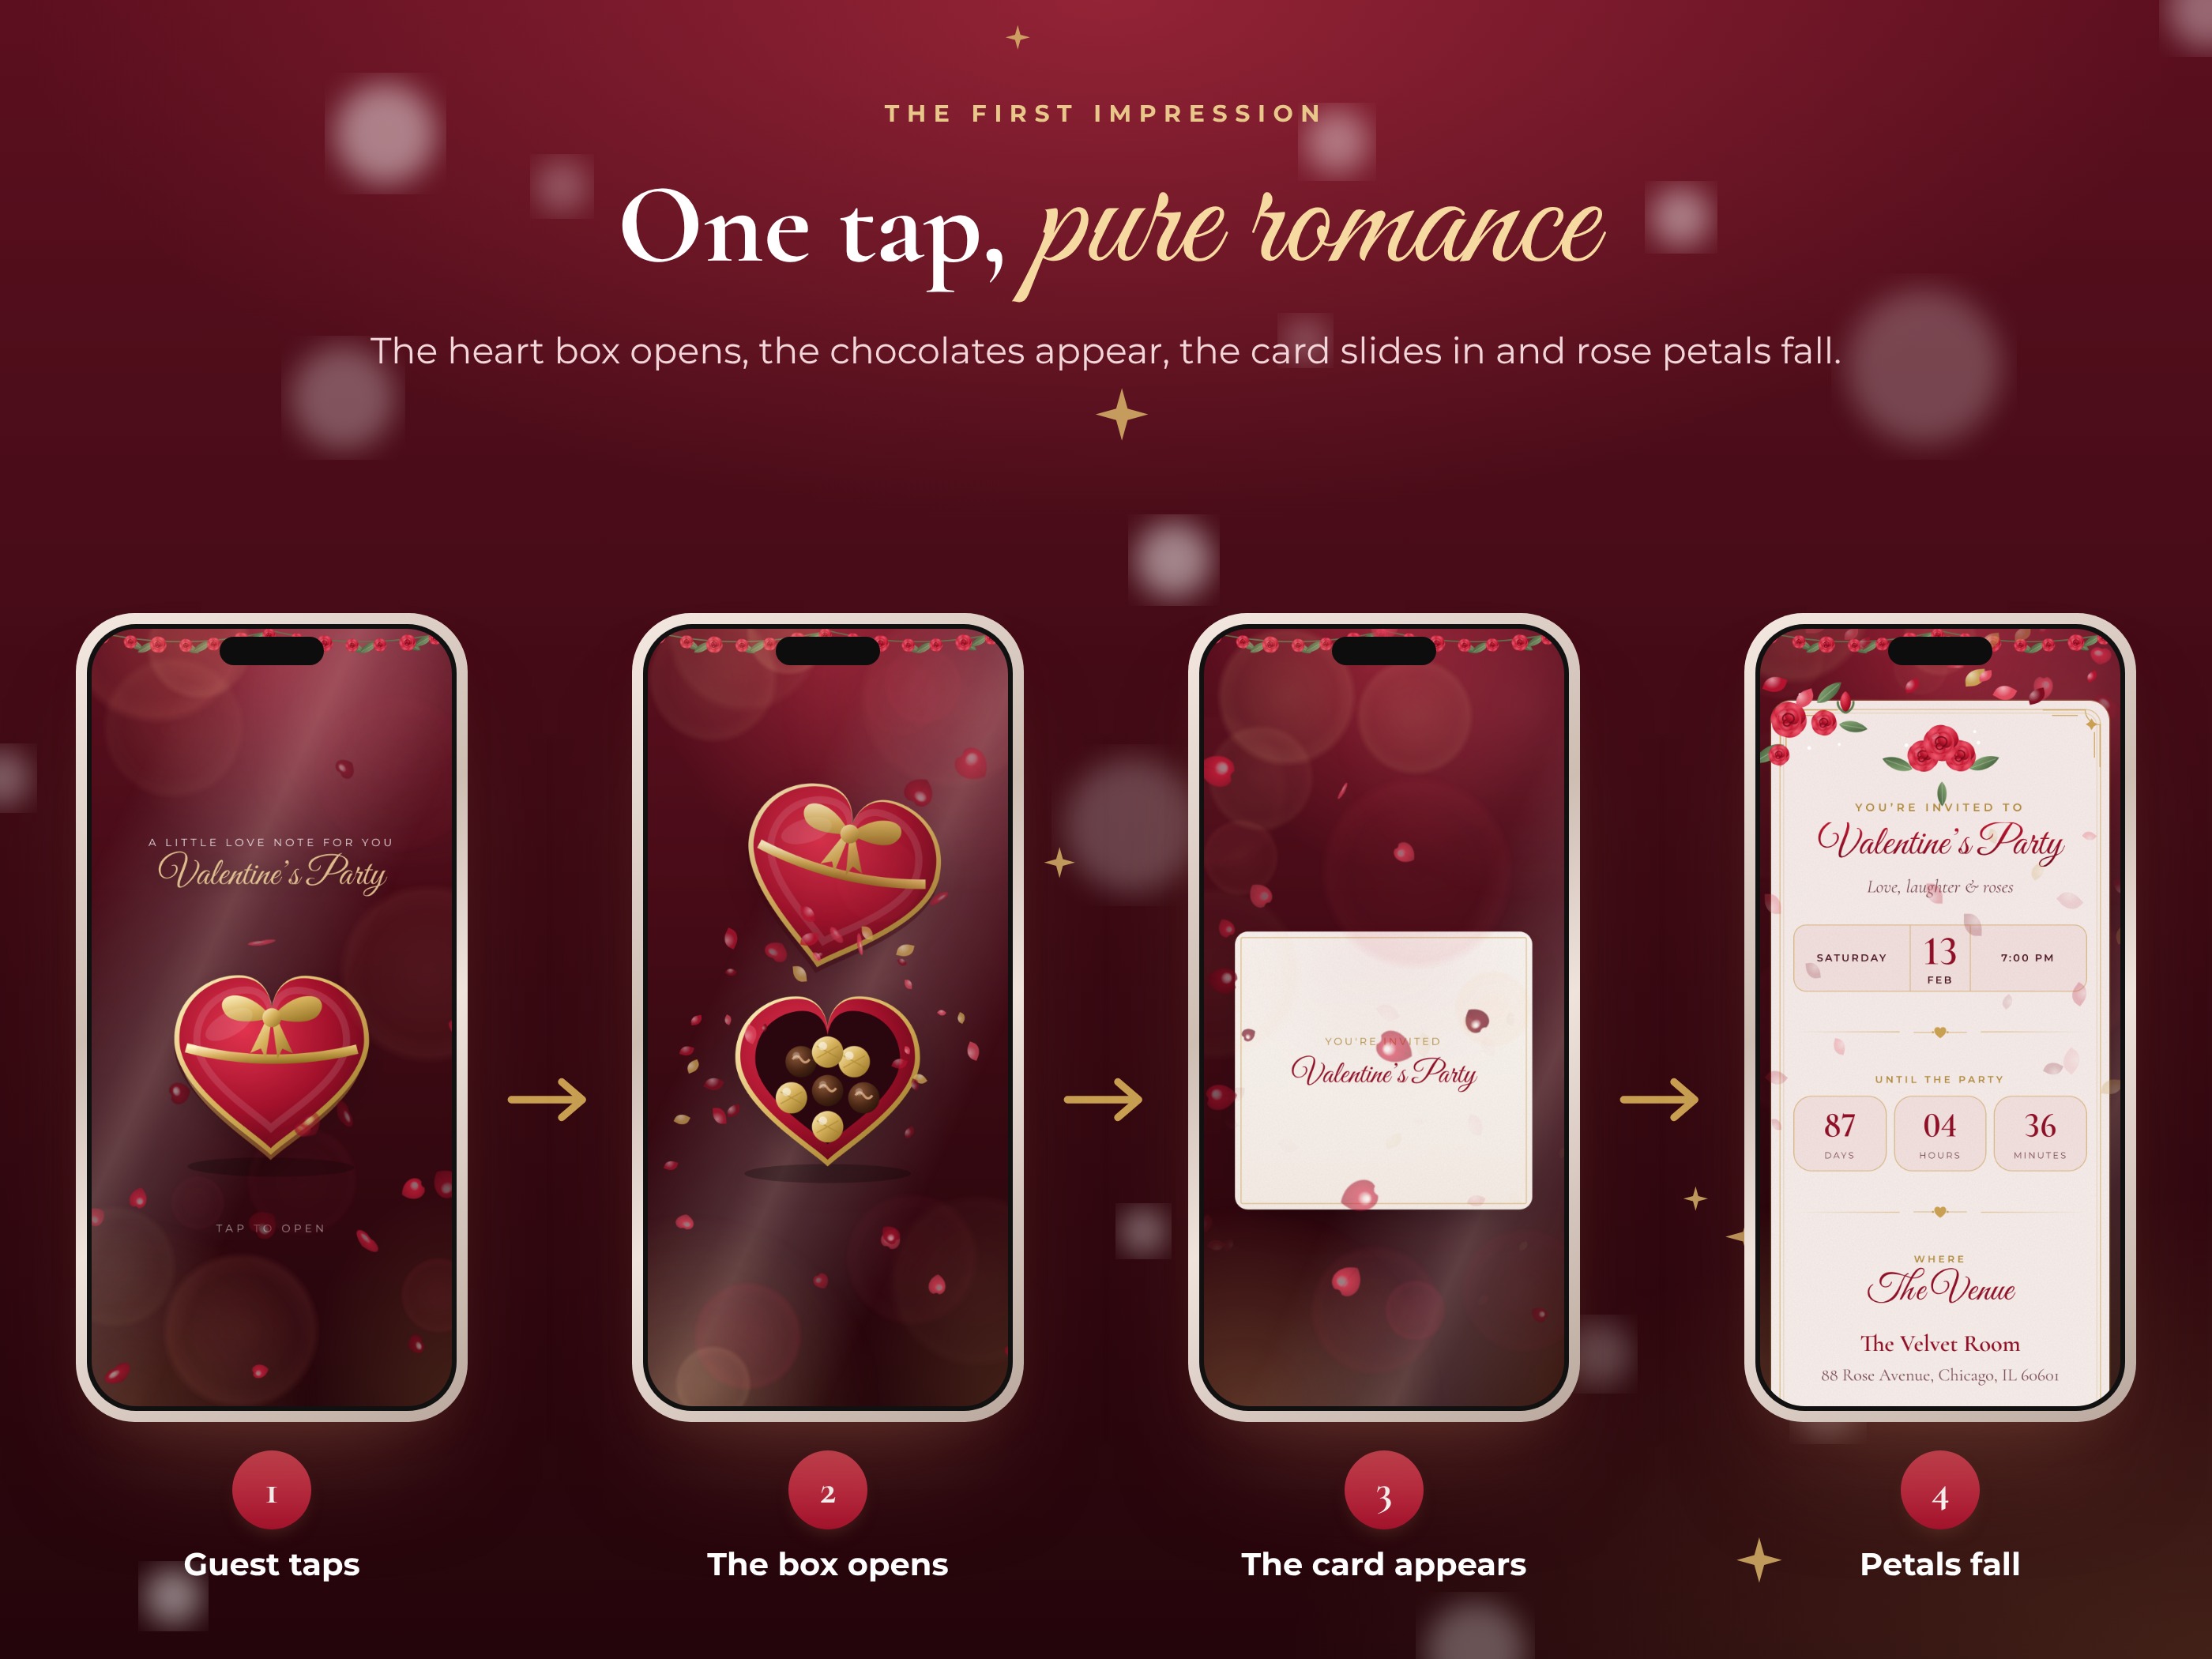 THE FIRST IMPRESSION
One tap, pure romance
The heart box opens, the chocolates appear, the card slides in and rose petals fall.
A LITTLE LOVE NOTE FOR YOU
Valentine's Party
TAP TO OPEN
YOU'RE INVITED
Valentine's Party
YOU'RE INVITED TO
Valentine's Party
Love, laughter & roses
SATURDAY
13
FEB
7:00 PM
UNTIL THE PARTY
87
DAYS
04
HOURS
36
MINUTES
WHERE
The Venue
The Velvet Room
88 Rose Avenue, Chicago, IL 60601
1
Guest taps
2
The box opens
3
The card appears
4
Petals fall